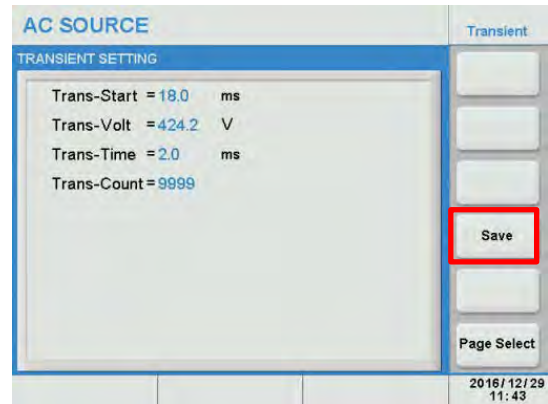 AC SOURCE
Transient
TRANSIENT SETTING
Trans-Start = 18.0 ms
Trans-Volt = 424.2 V
Trans-Time = 2.0 ms
Trans-Count = 9999
Save
Page Select
2016/12/29
11:43